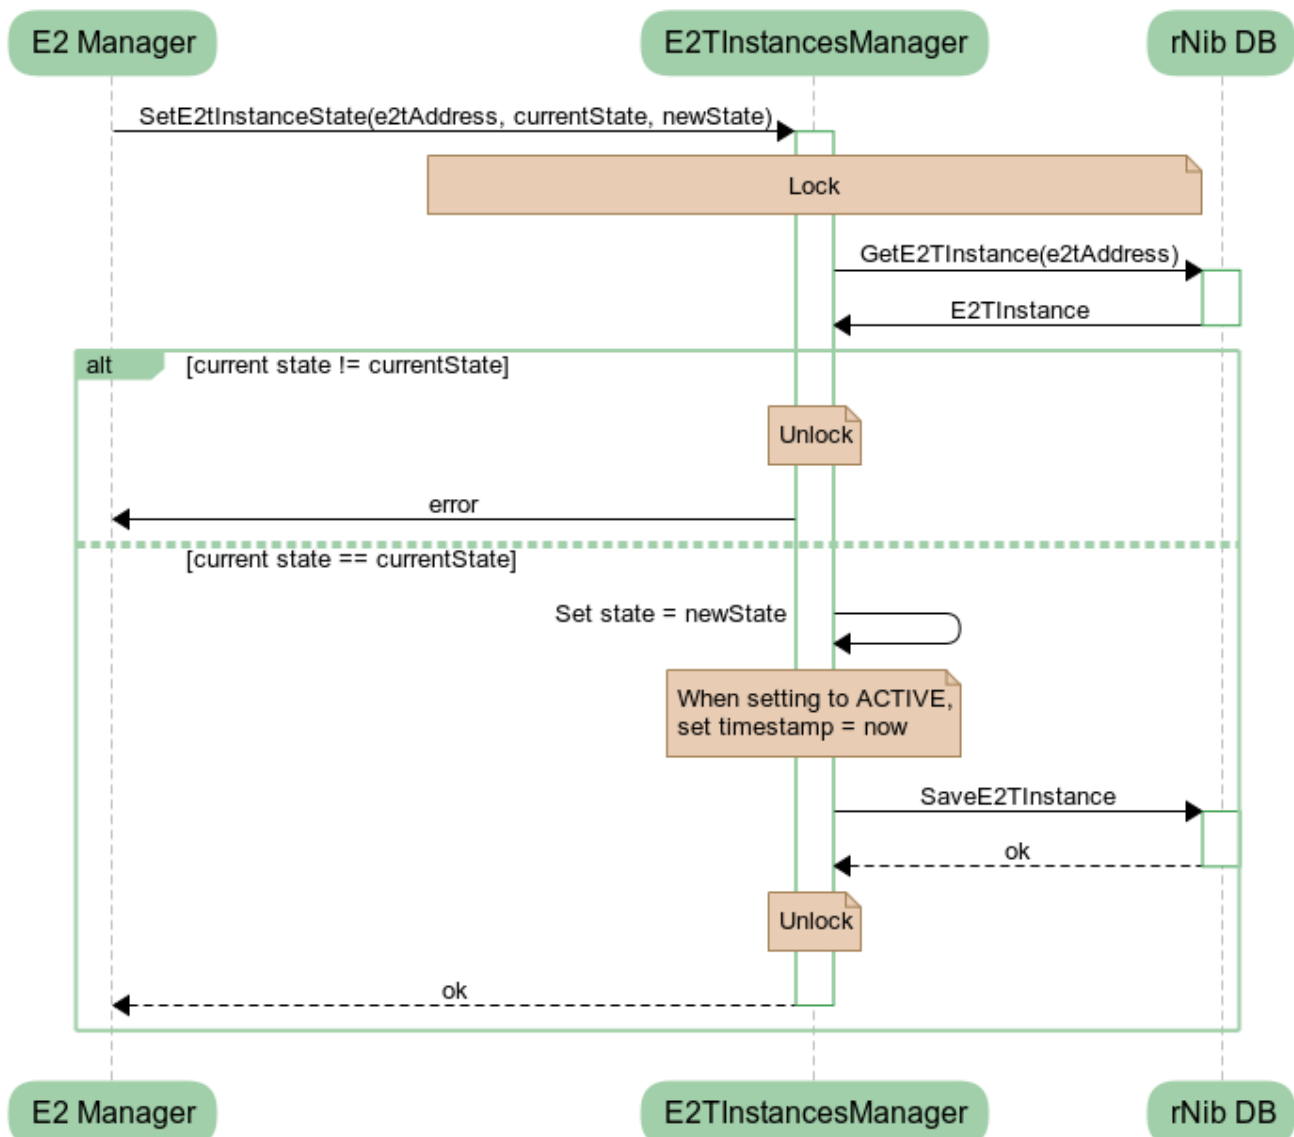 E2 Manager
E2TInstancesManager
rNib DB
SetE2tInstanceState(e2tAddress, currentState, newState)
Lock
GetE2TInstance(e2tAddress)
E2TInstance
alt
[current state != currentState]
Unlock
error
[current state == currentState]
Set state = newState
When setting to ACTIVE,
set timestamp = now
SaveE2TInstance
ok
Unlock
ok
E2 Manager
E2TInstancesManager
rNib DB